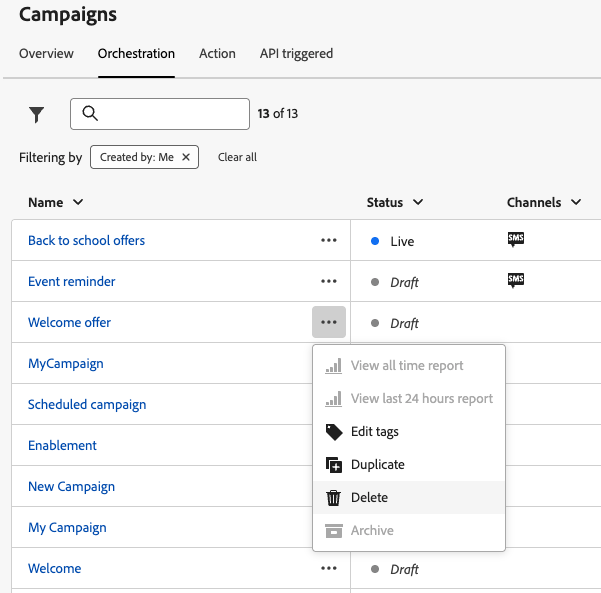 Campaigns
Overview Orchestration Action API triggered
13 of 13
Filtering by Created by: Me Clear all
Name Status Channels
Back to school offers Live SMS
Event reminder Draft SMS
Welcome offer Draft
MyCampaign View all time report
Scheduled campaign View last 24 hours report
Edit tags
Enablement Duplicate
New Campaign Delete
My Campaign Archive
Welcome Draft